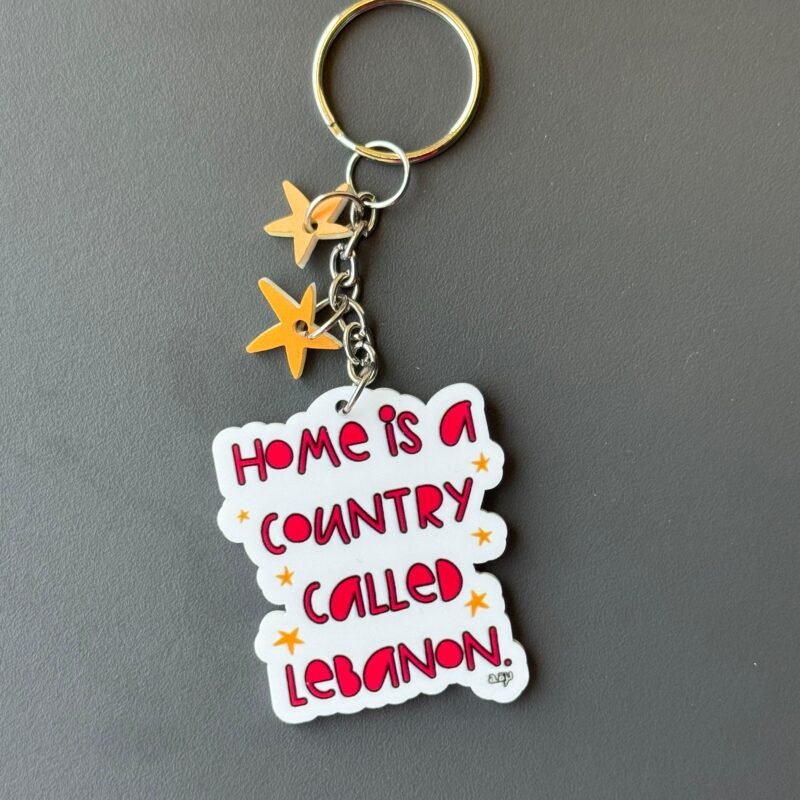 HOMe iS a
COUNTRY
CaLLeD
LeBaNON.